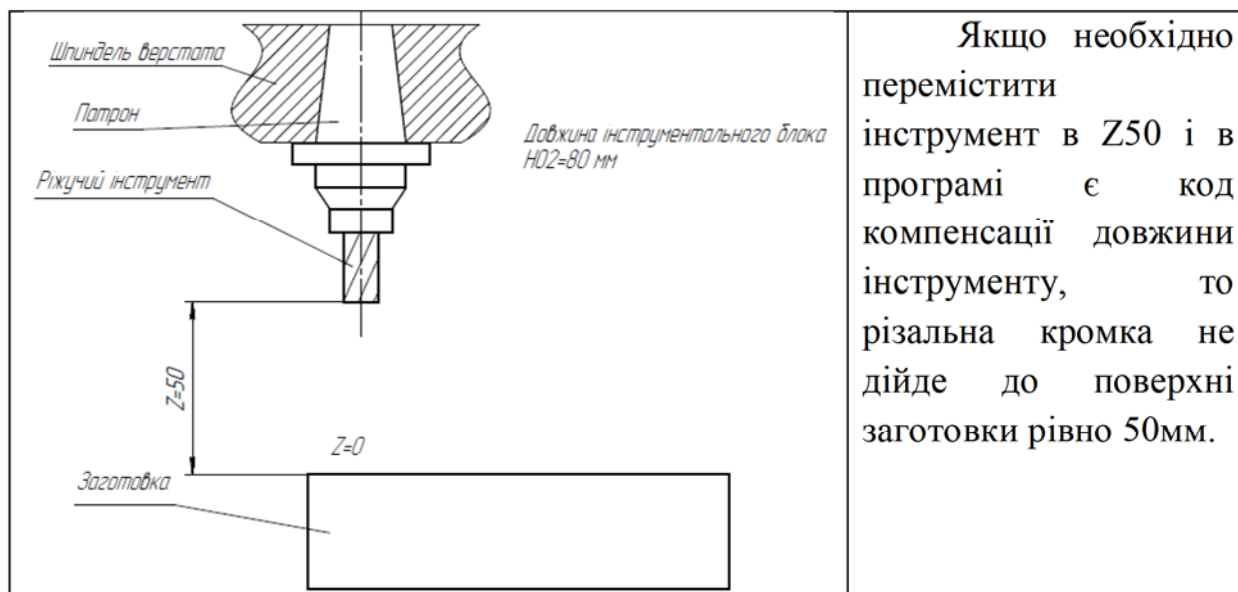 Шпиндель верстата
Патрон
Довжина інструментального блока
H02=80 мм
Ріжучий інструмент
Z=50
Z=0
Заготовка
Якщо необхідно
перемістити
інструмент в Z50 і в
програмі є код
компенсації довжини
інструменту, то
різальна кромка не
дійде до поверхні
заготовки рівно 50мм.